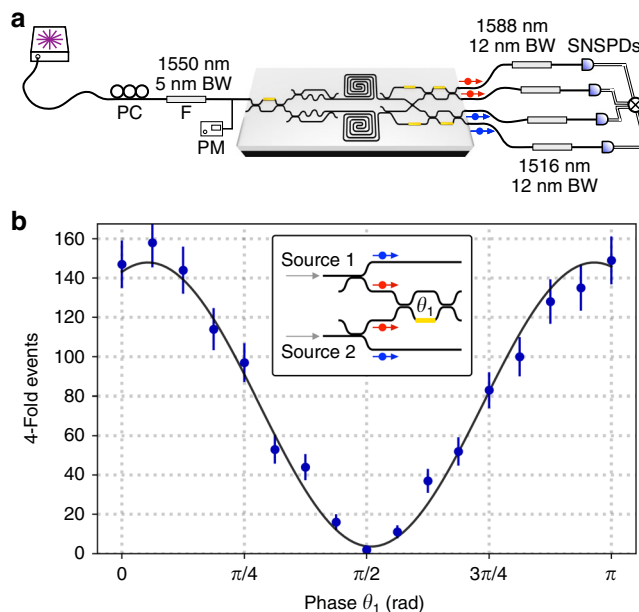 a
1550 nm
5 nm BW
PC
F
PM
1588 nm
12 nm BW
SNSPDs
1516 nm
12 nm BW
b
4-Fold events
160
140
120
100
80
60
40
20
0
Source 1
θ₁
Source 2
0
π/4
π/2
3π/4
π
Phase θ₁ (rad)